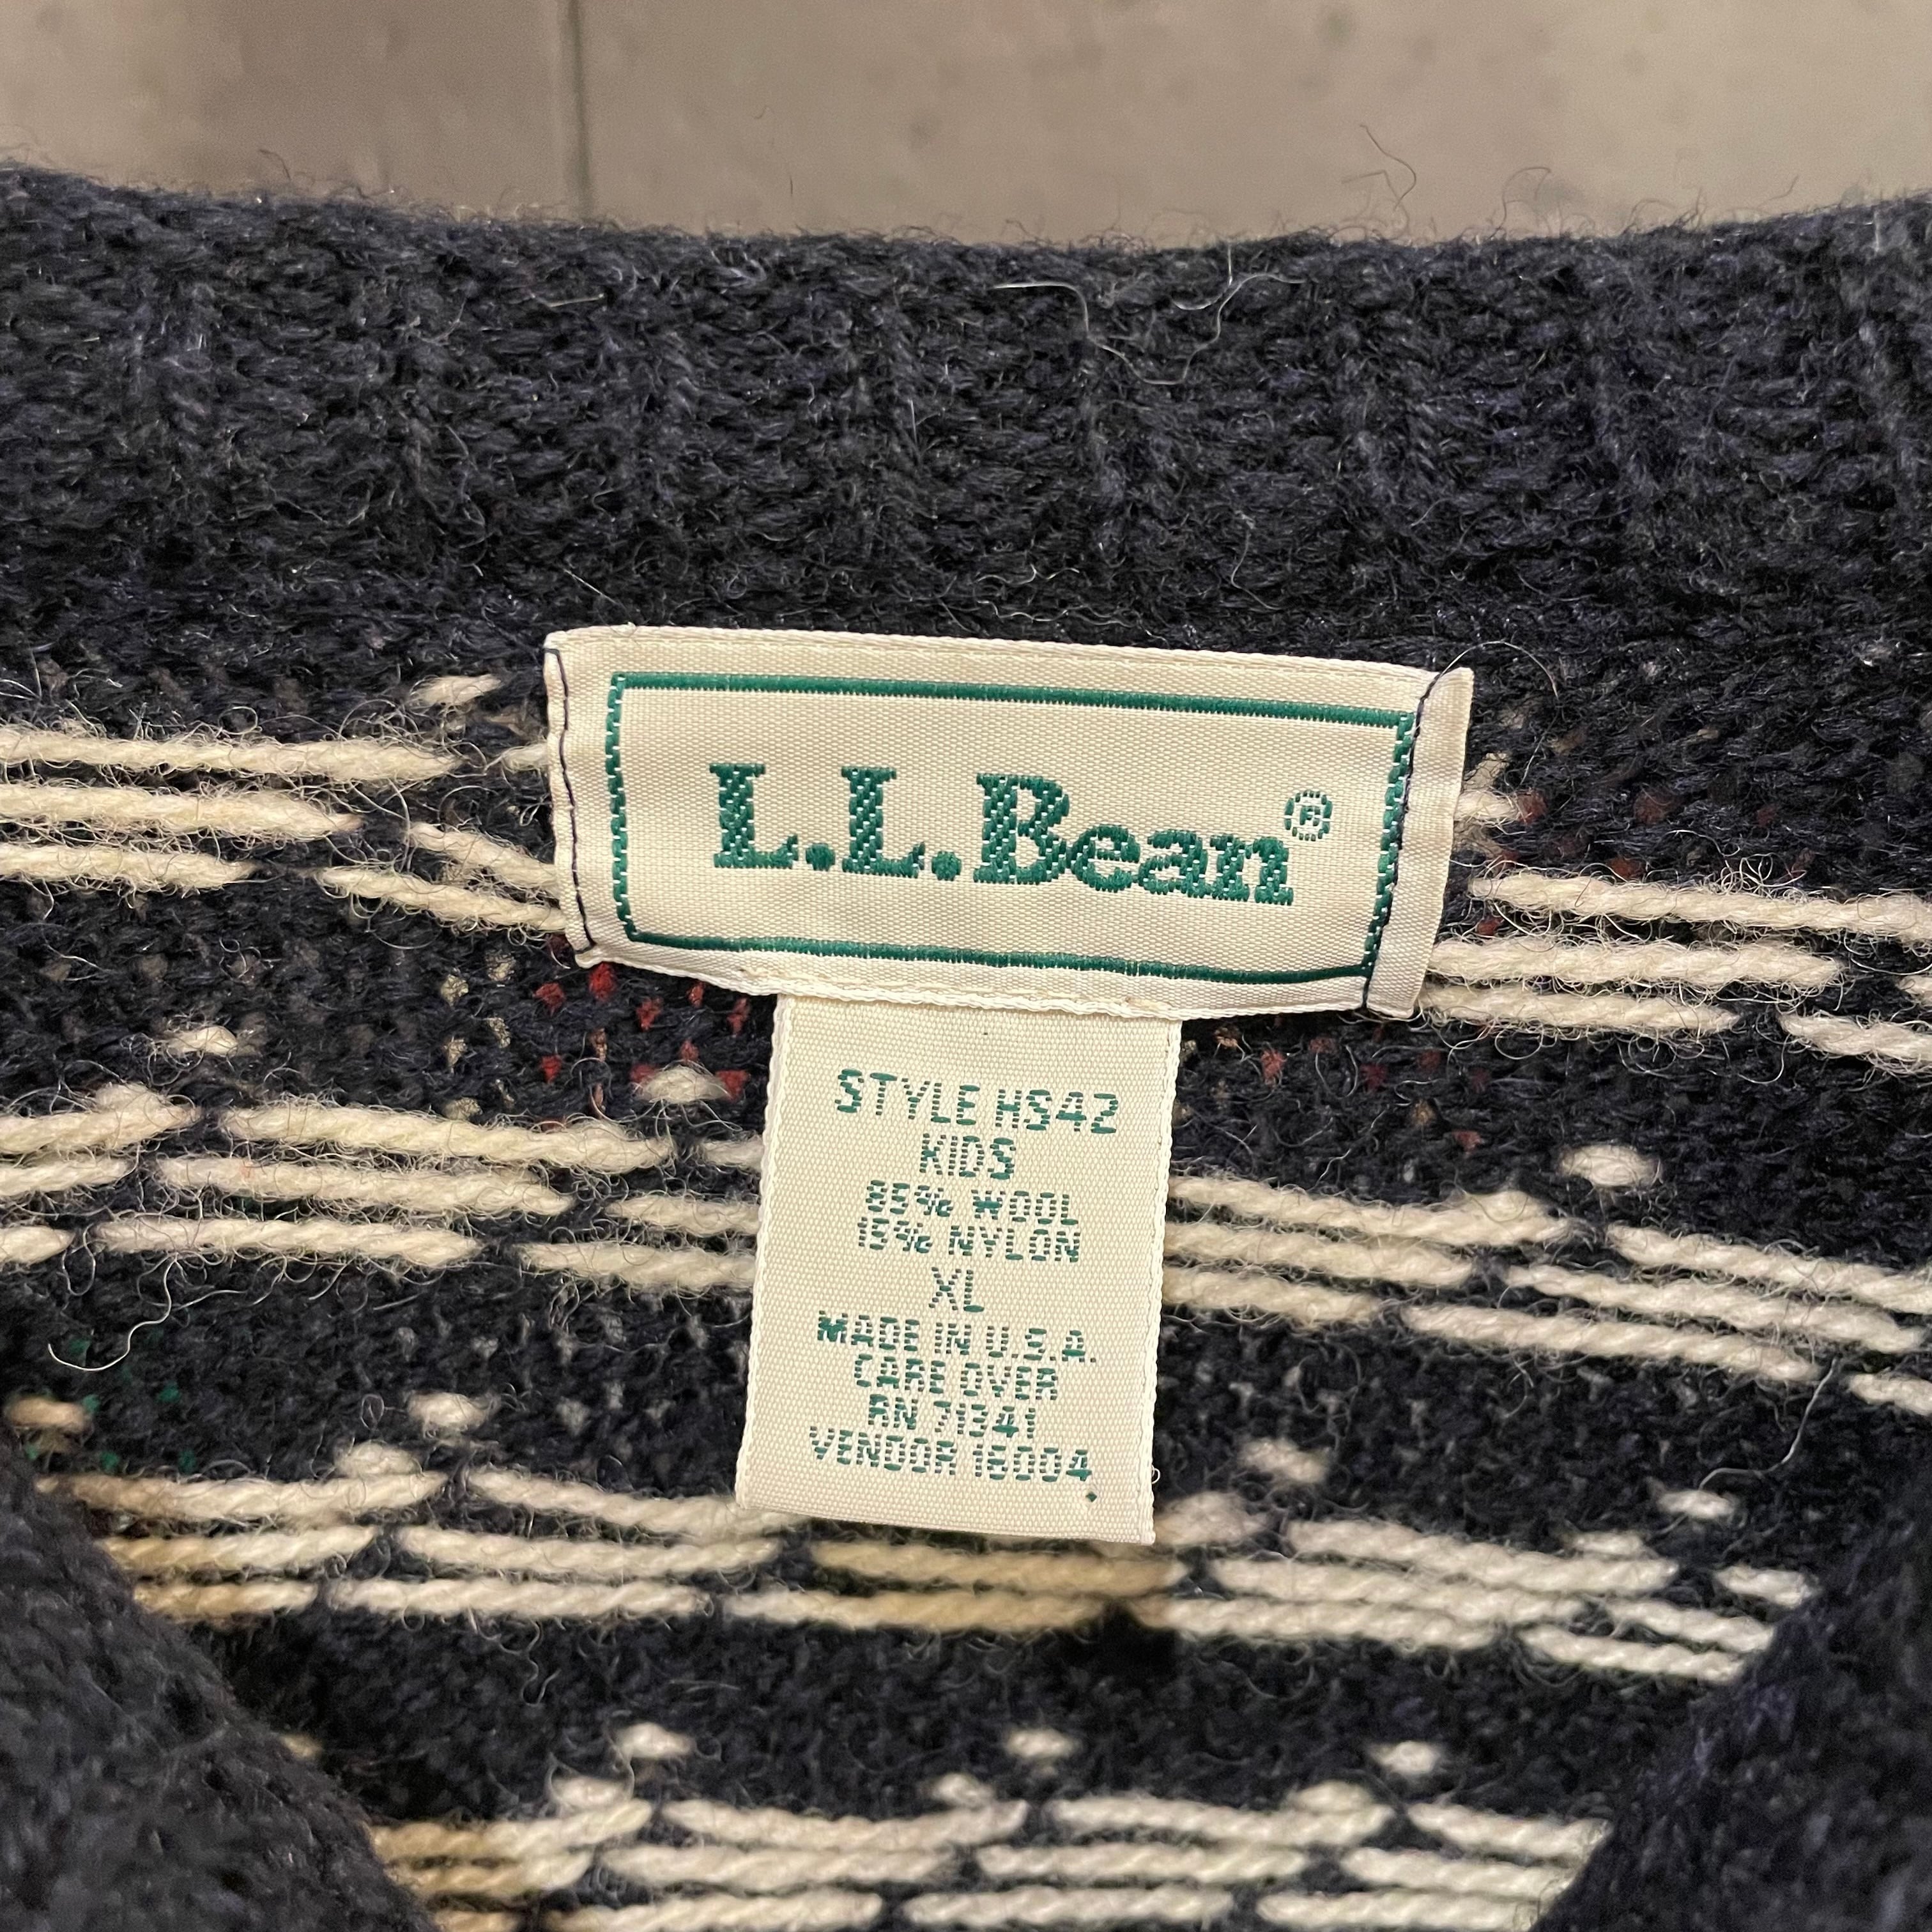 L.L.Bean®
STYLE HS42
KIDS
85% WOOL
15% NYLON
XL
MADE IN U.S.A.
CARE OVER
RN 71341
VENDOR 16004